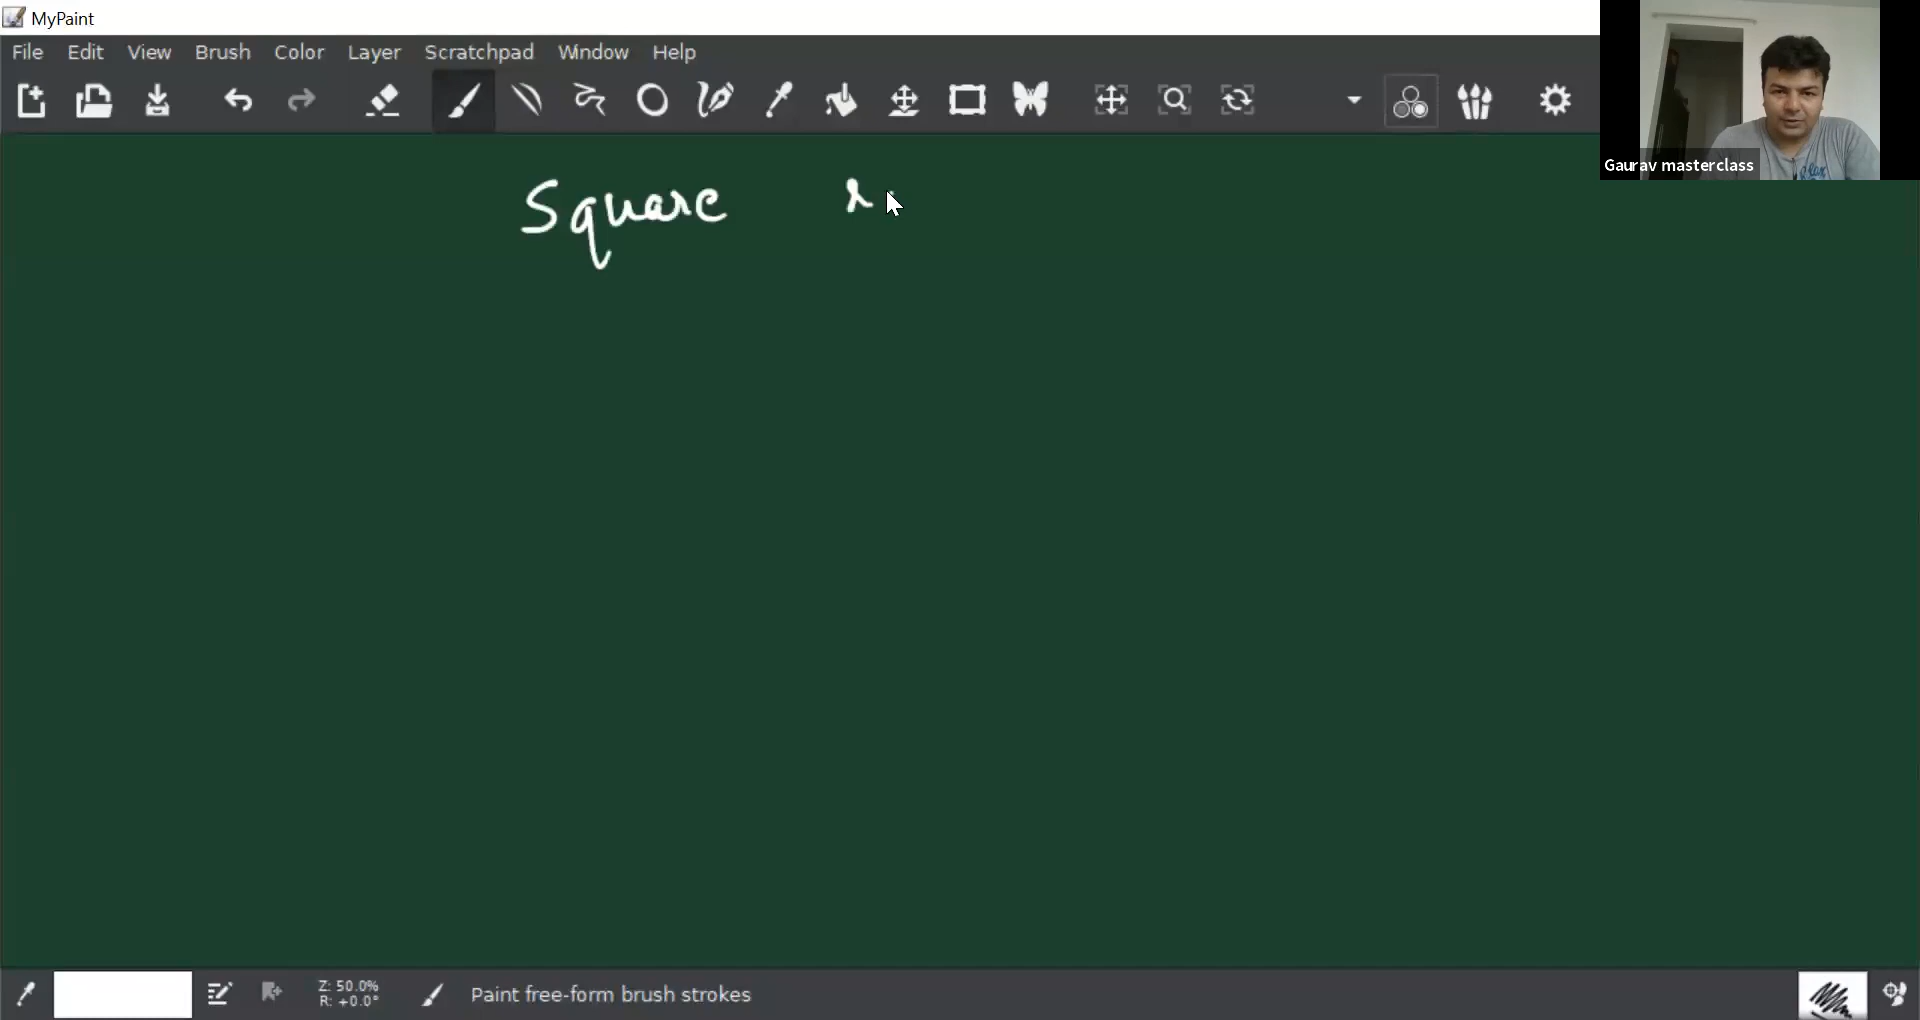 MyPaint
File Edit View Brush Color Layer Scratchpad Window Help
Gaurav masterclass
Square r
Z: 50.0%
R: +0.0°
Paint free-form brush strokes